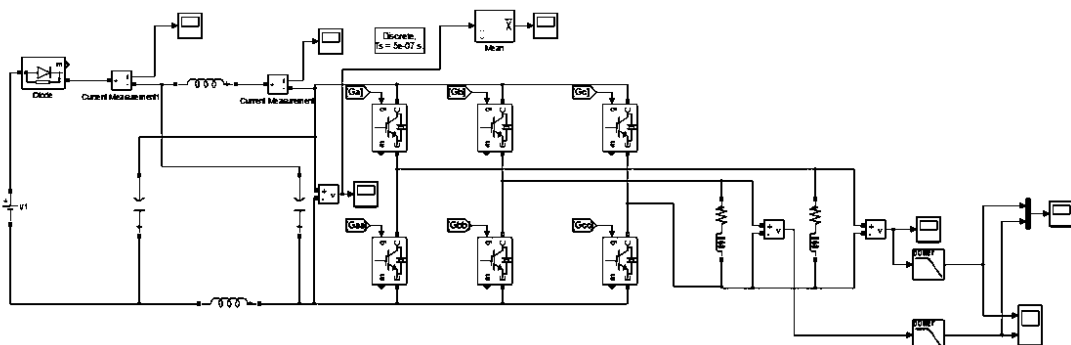 Discrete,
Ts = 5e-07 s.
Mean
X
m
Diode
Current Measurement1
Current Measurement
i
i
+
+
[Ga]
[Gb]
[Gc]
g C
g C
g C
m E
m E
m E
V1
+
v
[Gaa]
[Gbb]
[Gcc]
g C
g C
g C
m E
m E
m E
+
v
+
v